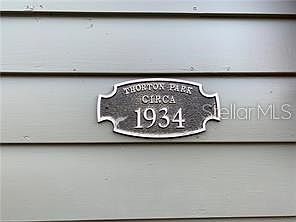 THORTON PARK
CIRCA
1934
StellarMLS